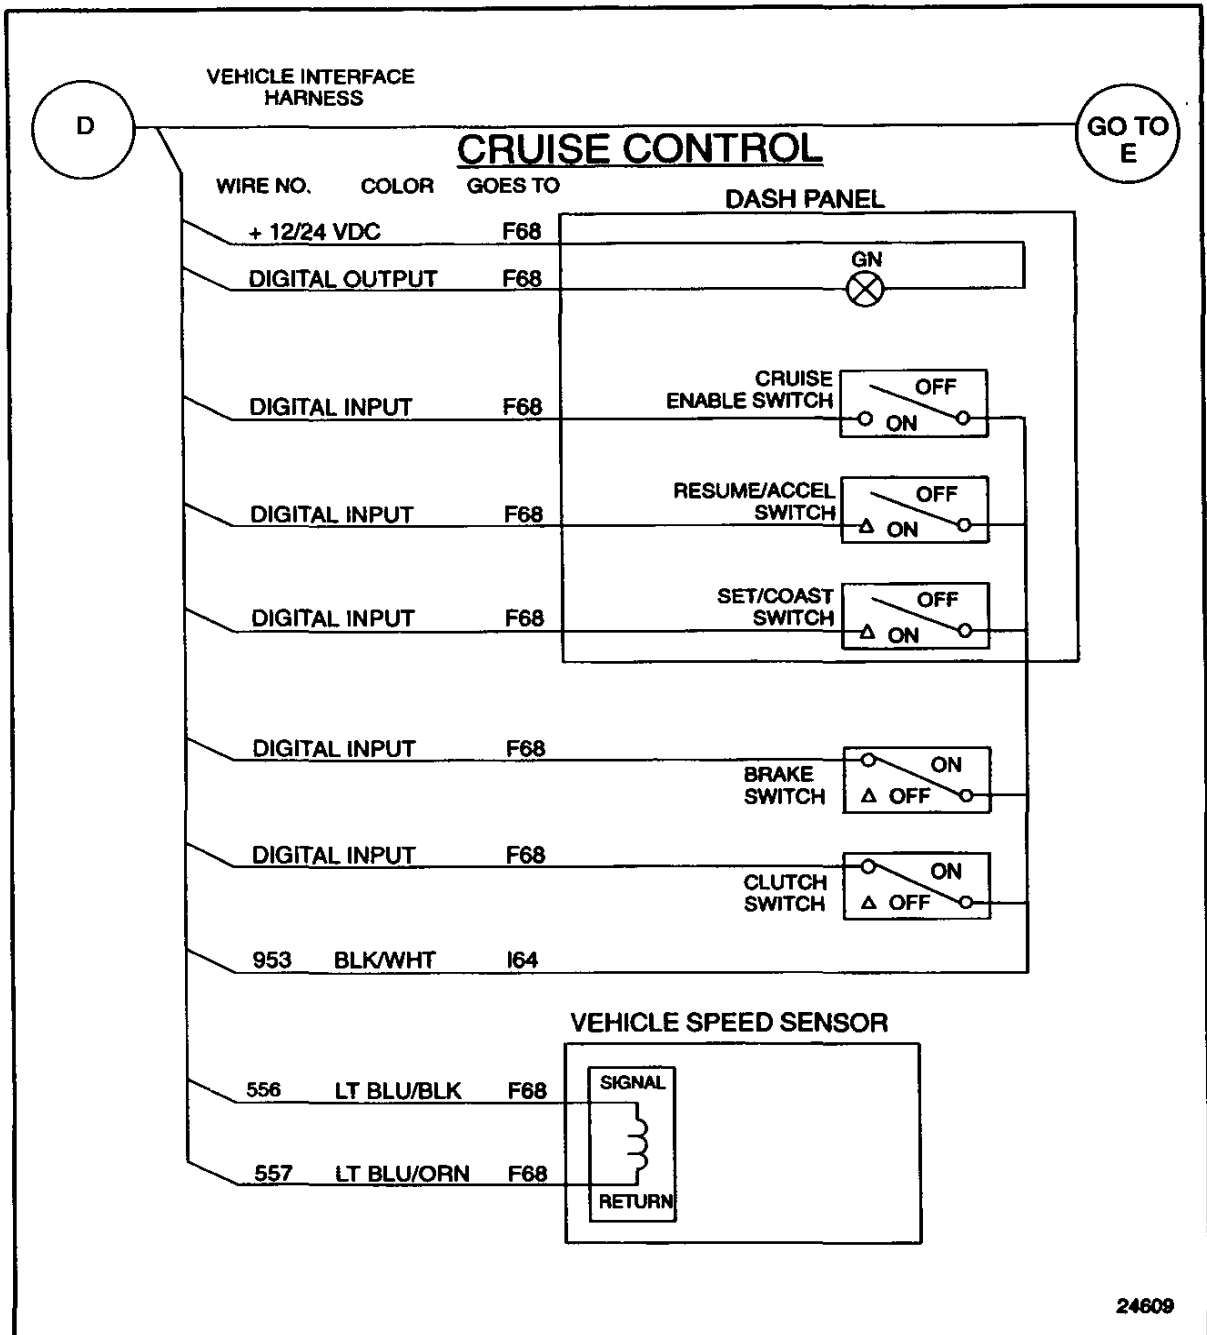 VEHICLE INTERFACE
HARNESS
D
GO TO
E
CRUISE CONTROL
WIRE NO. COLOR GOES TO
DASH PANEL
+ 12/24 VDC F68
GN
DIGITAL OUTPUT F68
CRUISE
ENABLE SWITCH
OFF
ON
DIGITAL INPUT F68
RESUME/ACCEL
SWITCH
OFF
ON
DIGITAL INPUT F68
SET/COAST
SWITCH
OFF
ON
DIGITAL INPUT F68
DIGITAL INPUT F68
BRAKE
SWITCH
ON
OFF
DIGITAL INPUT F68
CLUTCH
SWITCH
ON
OFF
953 BLK/WHT I64
VEHICLE SPEED SENSOR
556 LT BLU/BLK F68
SIGNAL
557 LT BLU/ORN F68
RETURN
24609